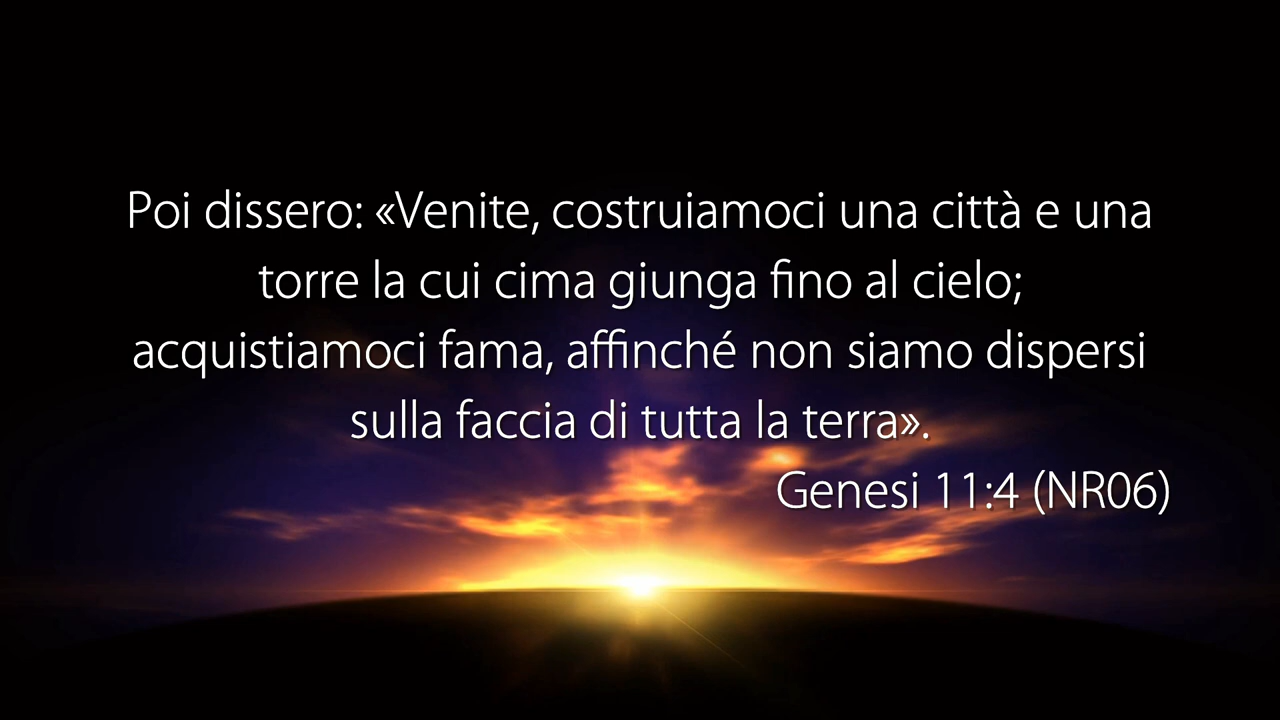 Poi dissero: «Venite, costruiamoci una città e una
torre la cui cima giunga fino al cielo;
acquistiamoci fama, affinché non siamo dispersi
sulla faccia di tutta la terra».
Genesi 11:4 (NR06)